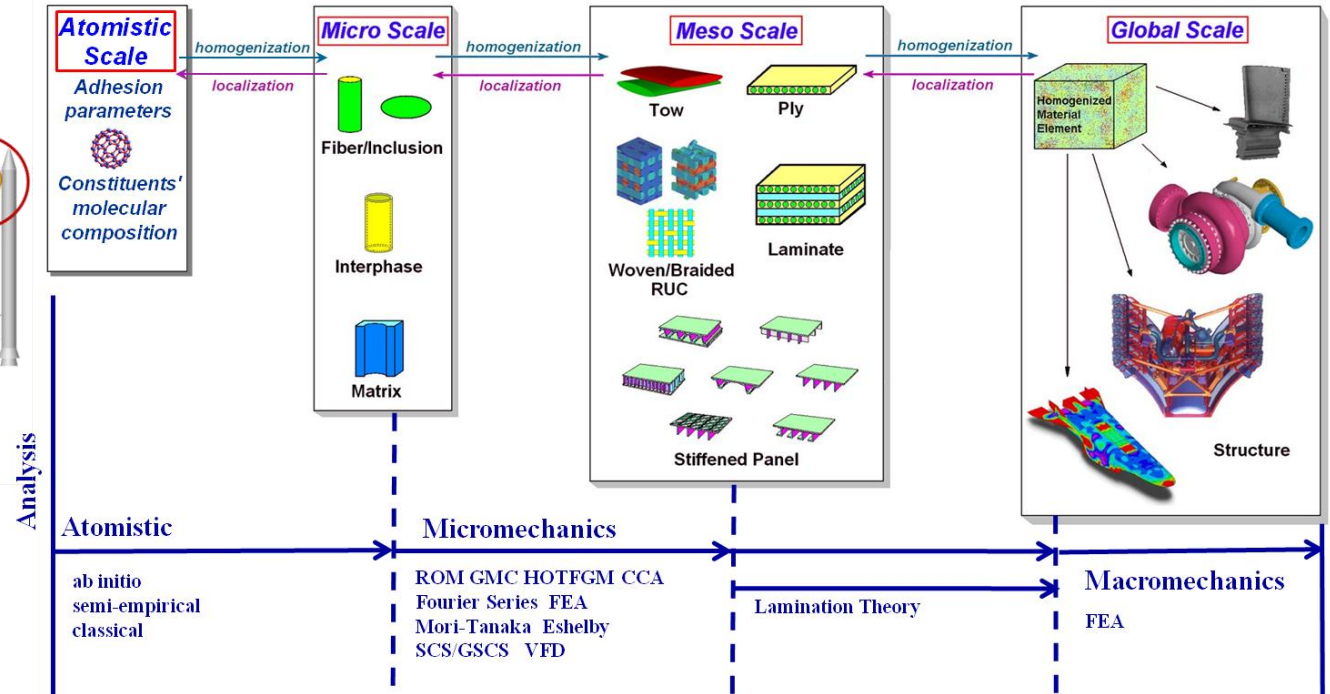 Atomistic
Scale
Adhesion
parameters
Constituents'
molecular
composition
homogenization
localization
Micro Scale
Fiber/Inclusion
Interphase
Matrix
homogenization
localization
Meso Scale
Tow
Ply
Woven/Braided
RUC
Laminate
Stiffened Panel
homogenization
localization
Global Scale
Homogenized
Material
Element
Structure
Analysis
Atomistic
ab initio
semi-empirical
classical
Micromechanics
ROM GMC HOTFGM CCA
Fourier Series FEA
Mori-Tanaka Eshelby
SCS/GSCS VFD
Lamination Theory
Macromechanics
FEA